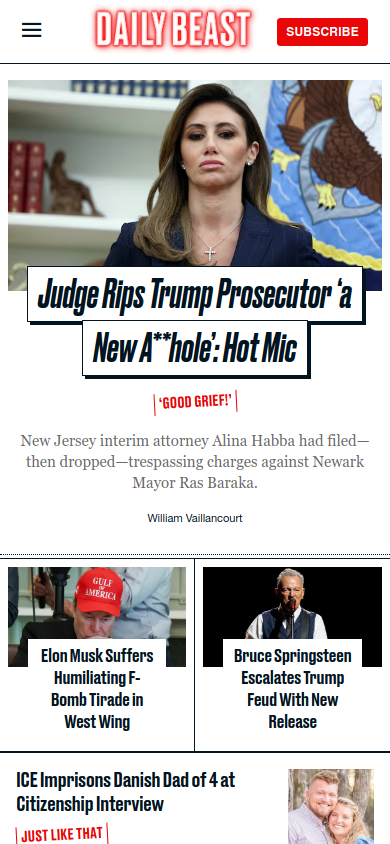 DAILY BEAST
SUBSCRIBE
Judge Rips Trump Prosecutor ‘a
New A**hole’: Hot Mic
‘GOOD GRIEF!’
New Jersey interim attorney Alina Habba had filed—
then dropped—trespassing charges against Newark
Mayor Ras Baraka.
William Vaillancourt
GULF
OF
AMERICA
Elon Musk Suffers
Humiliating F-
Bomb Tirade in
West Wing
Bruce Springsteen
Escalates Trump
Feud With New
Release
ICE Imprisons Danish Dad of 4 at
Citizenship Interview
JUST LIKE THAT